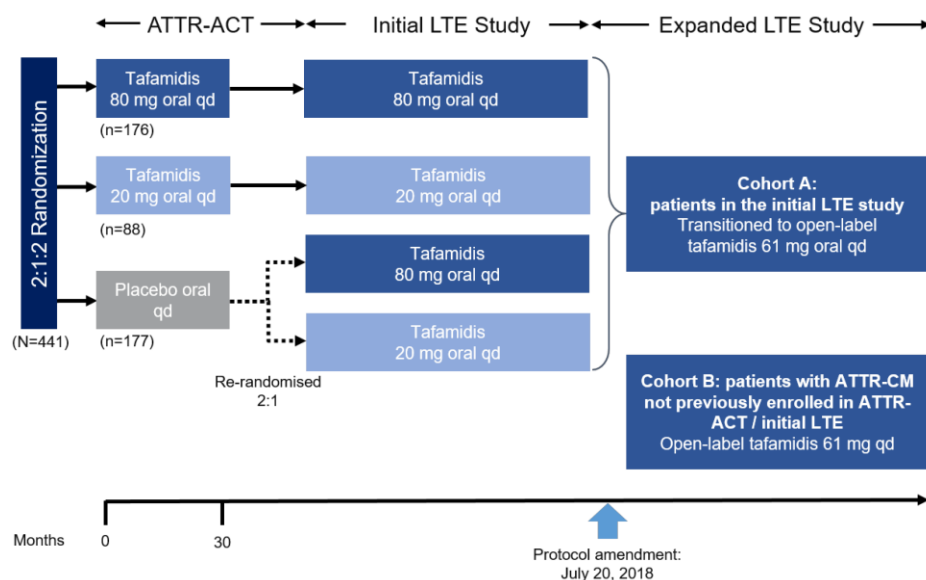 ATTR-ACT
Initial LTE Study
Expanded LTE Study
2:1:2 Randomization
(N=441)
Tafamidis
80 mg oral qd
(n=176)
Tafamidis
20 mg oral qd
(n=88)
Placebo oral
qd
(n=177)
Re-randomised
2:1
Tafamidis
80 mg oral qd
Tafamidis
20 mg oral qd
Tafamidis
80 mg oral qd
Tafamidis
20 mg oral qd
Cohort A:
patients in the initial LTE study
Transitioned to open-label
tafamidis 61 mg oral qd
Cohort B: patients with ATTR-CM
not previously enrolled in ATTR-
ACT / initial LTE
Open-label tafamidis 61 mg qd
Months
0
30
Protocol amendment:
July 20, 2018